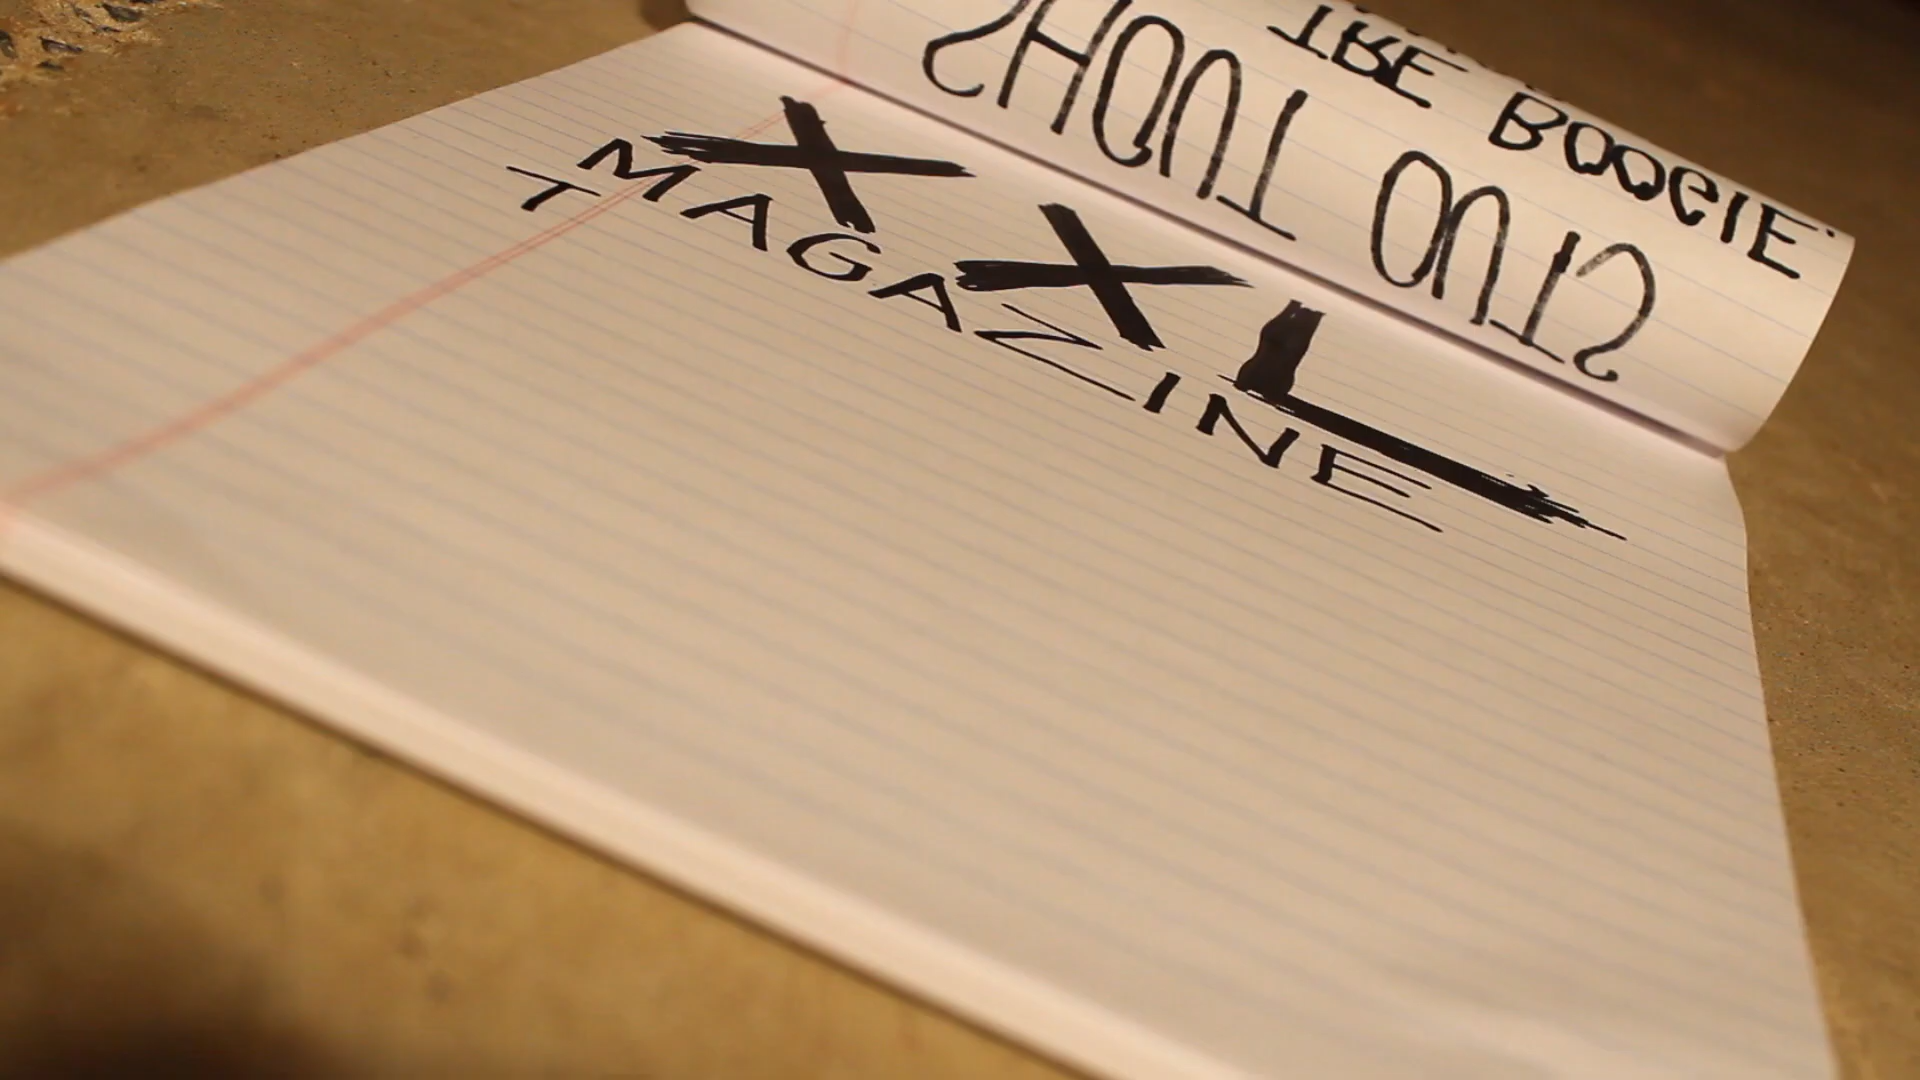 TRE BOOGIE.
SHOUT OUTS
XXL
MAGAZINE
T